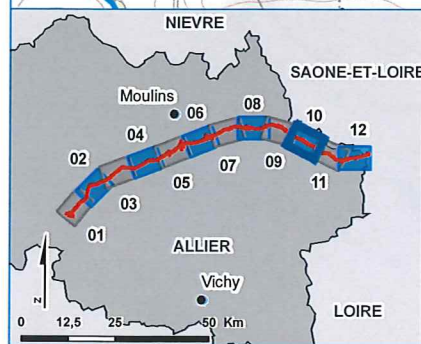 NIEVRE
SAONE-ET-LOIRE
Moulins
06
08
10
12
04
02
07
09
05
11
03
01
ALLIER
Vichy
LOIRE
N
0 12,5 25 50 Km